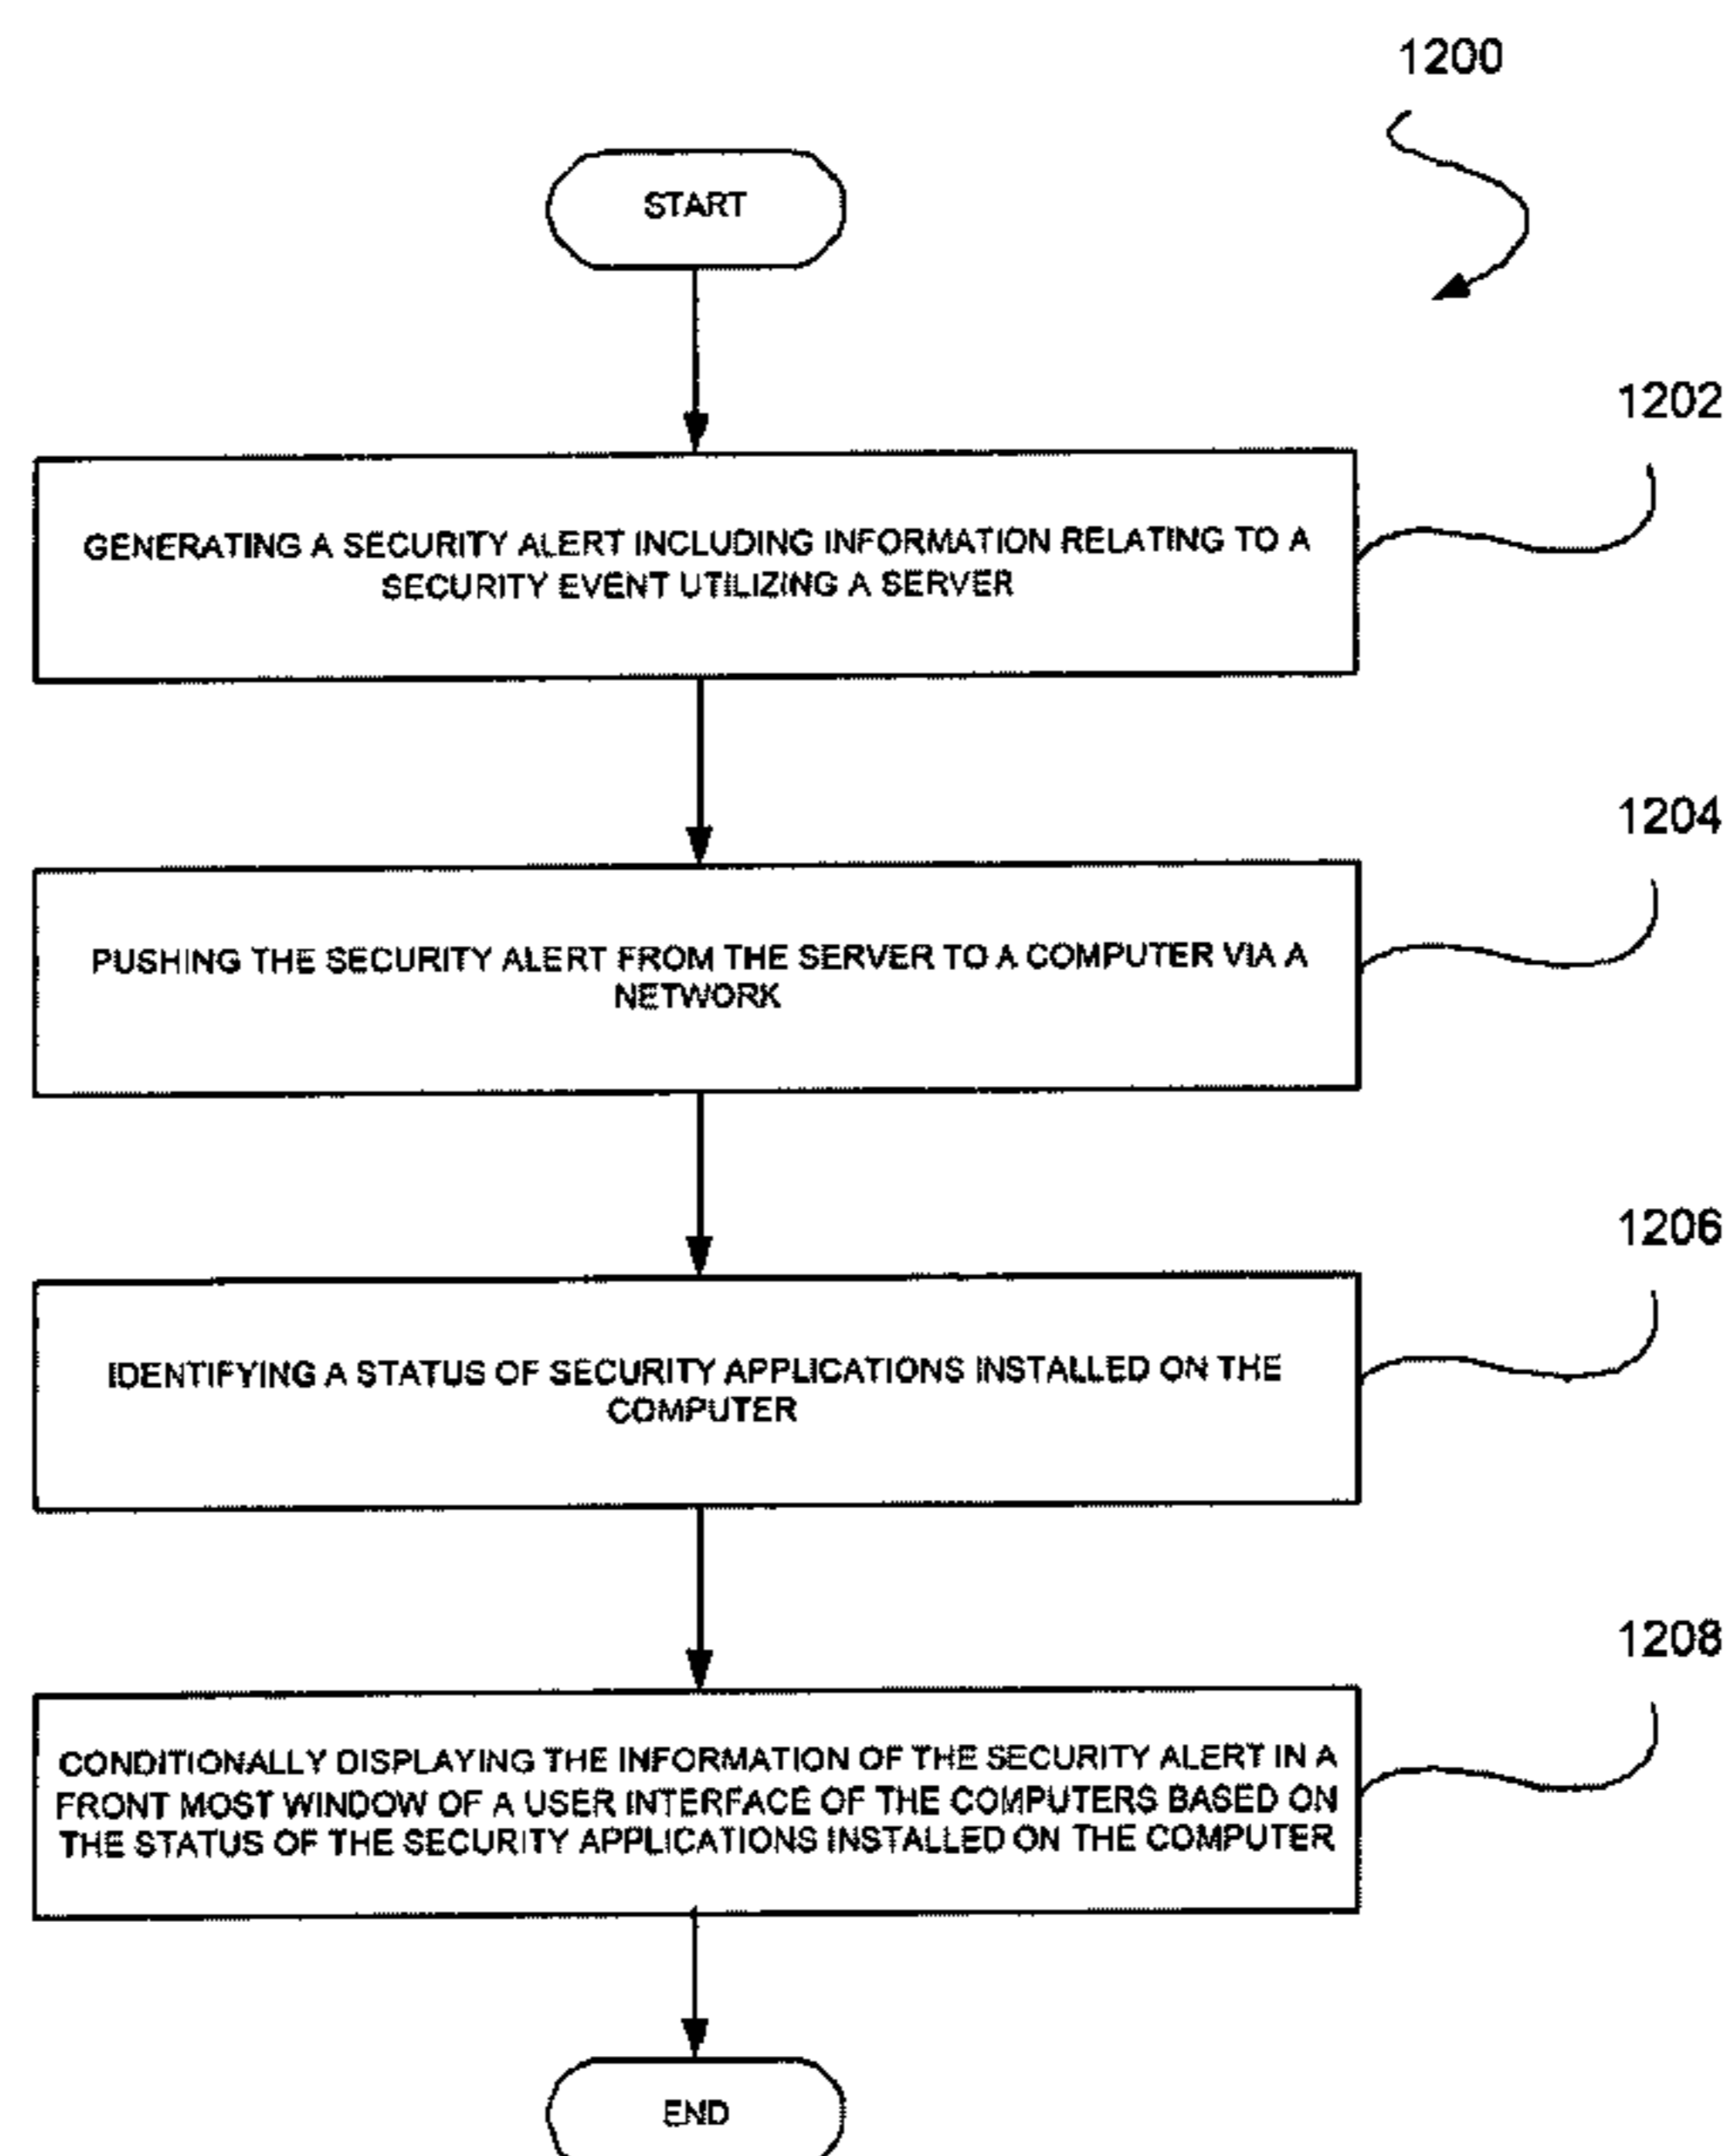 1200
START
1202
GENERATING A SECURITY ALERT INCLUDING INFORMATION RELATING TO A
SECURITY EVENT UTILIZING A SERVER
1204
PUSHING THE SECURITY ALERT FROM THE SERVER TO A COMPUTER VIA A
NETWORK
1206
IDENTIFYING A STATUS OF SECURITY APPLICATIONS INSTALLED ON THE
COMPUTER
1208
CONDITIONALLY DISPLAYING THE INFORMATION OF THE SECURITY ALERT IN A
FRONT MOST WINDOW OF A USER INTERFACE OF THE COMPUTERS BASED ON
THE STATUS OF THE SECURITY APPLICATIONS INSTALLED ON THE COMPUTER
END